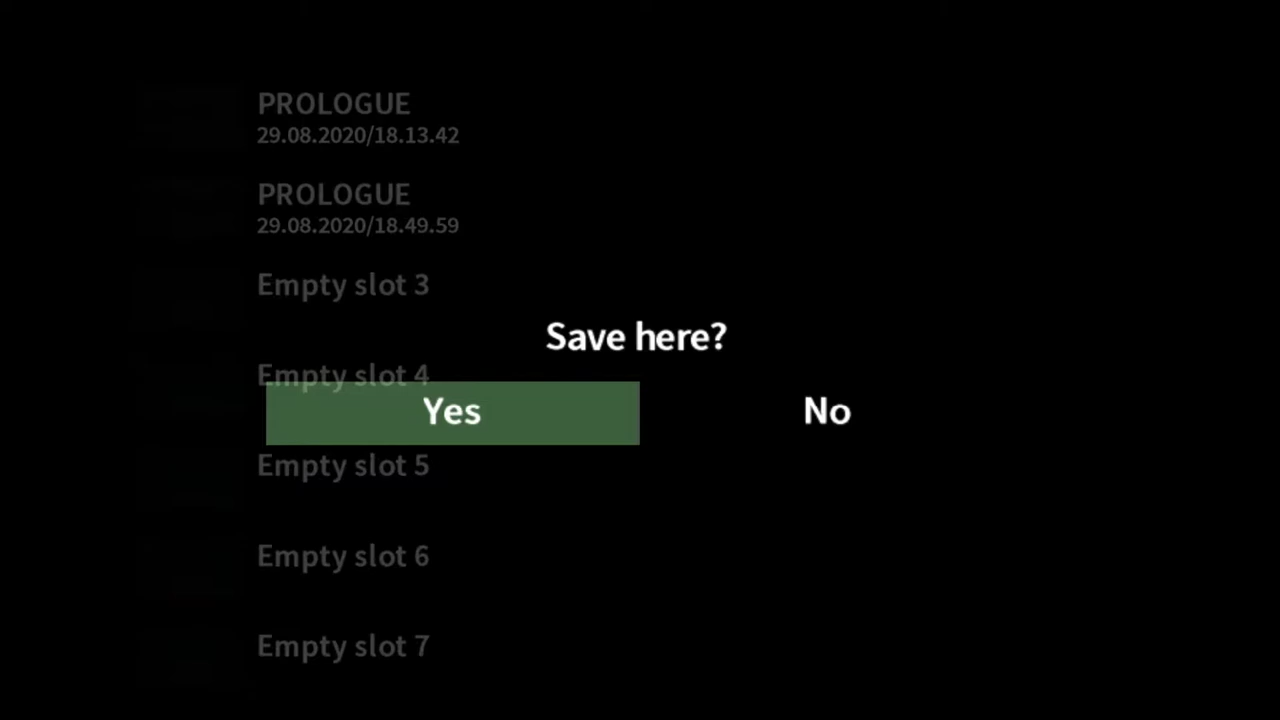 PROLOGUE
29.08.2020/18.13.42
PROLOGUE
29.08.2020/18.49.59
Empty slot 3
Save here?
Empty slot 4
Yes No
Empty slot 5
Empty slot 6
Empty slot 7